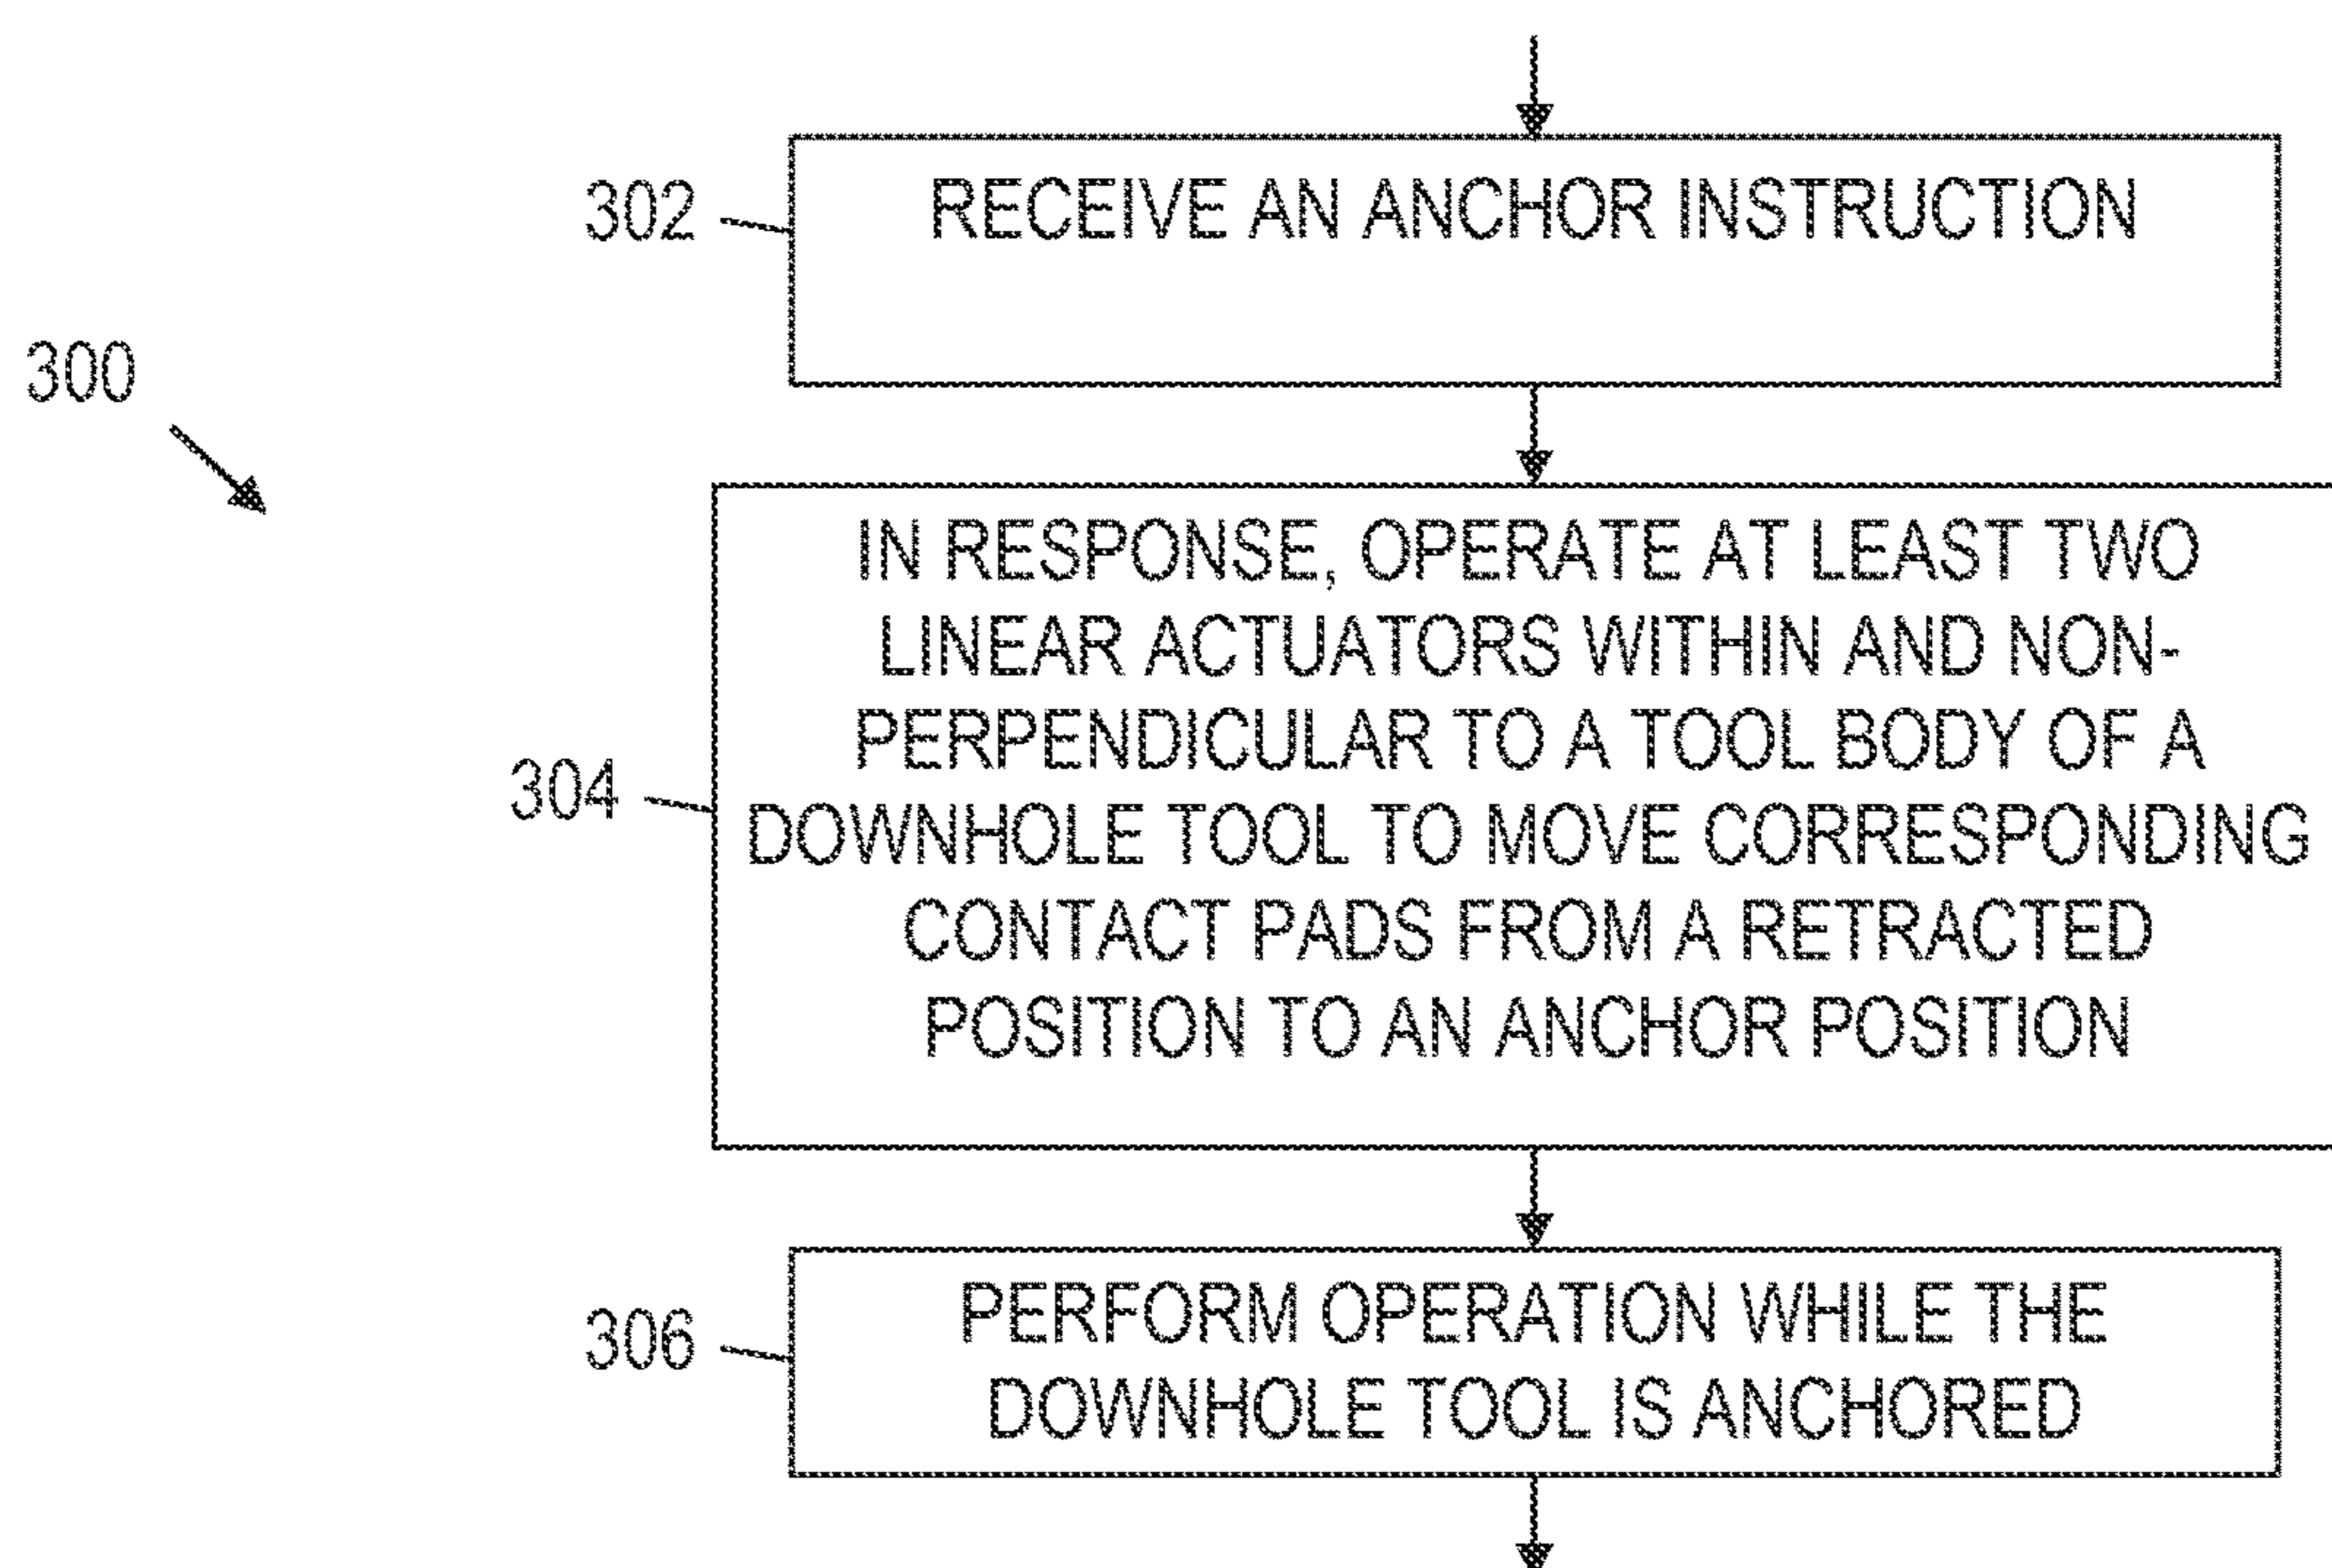 302
RECEIVE AN ANCHOR INSTRUCTION
300
304
IN RESPONSE, OPERATE AT LEAST TWO
LINEAR ACTUATORS WITHIN AND NON-
PERPENDICULAR TO A TOOL BODY OF A
DOWNHOLE TOOL TO MOVE CORRESPONDING
CONTACT PADS FROM A RETRACTED
POSITION TO AN ANCHOR POSITION
306
PERFORM OPERATION WHILE THE
DOWNHOLE TOOL IS ANCHORED